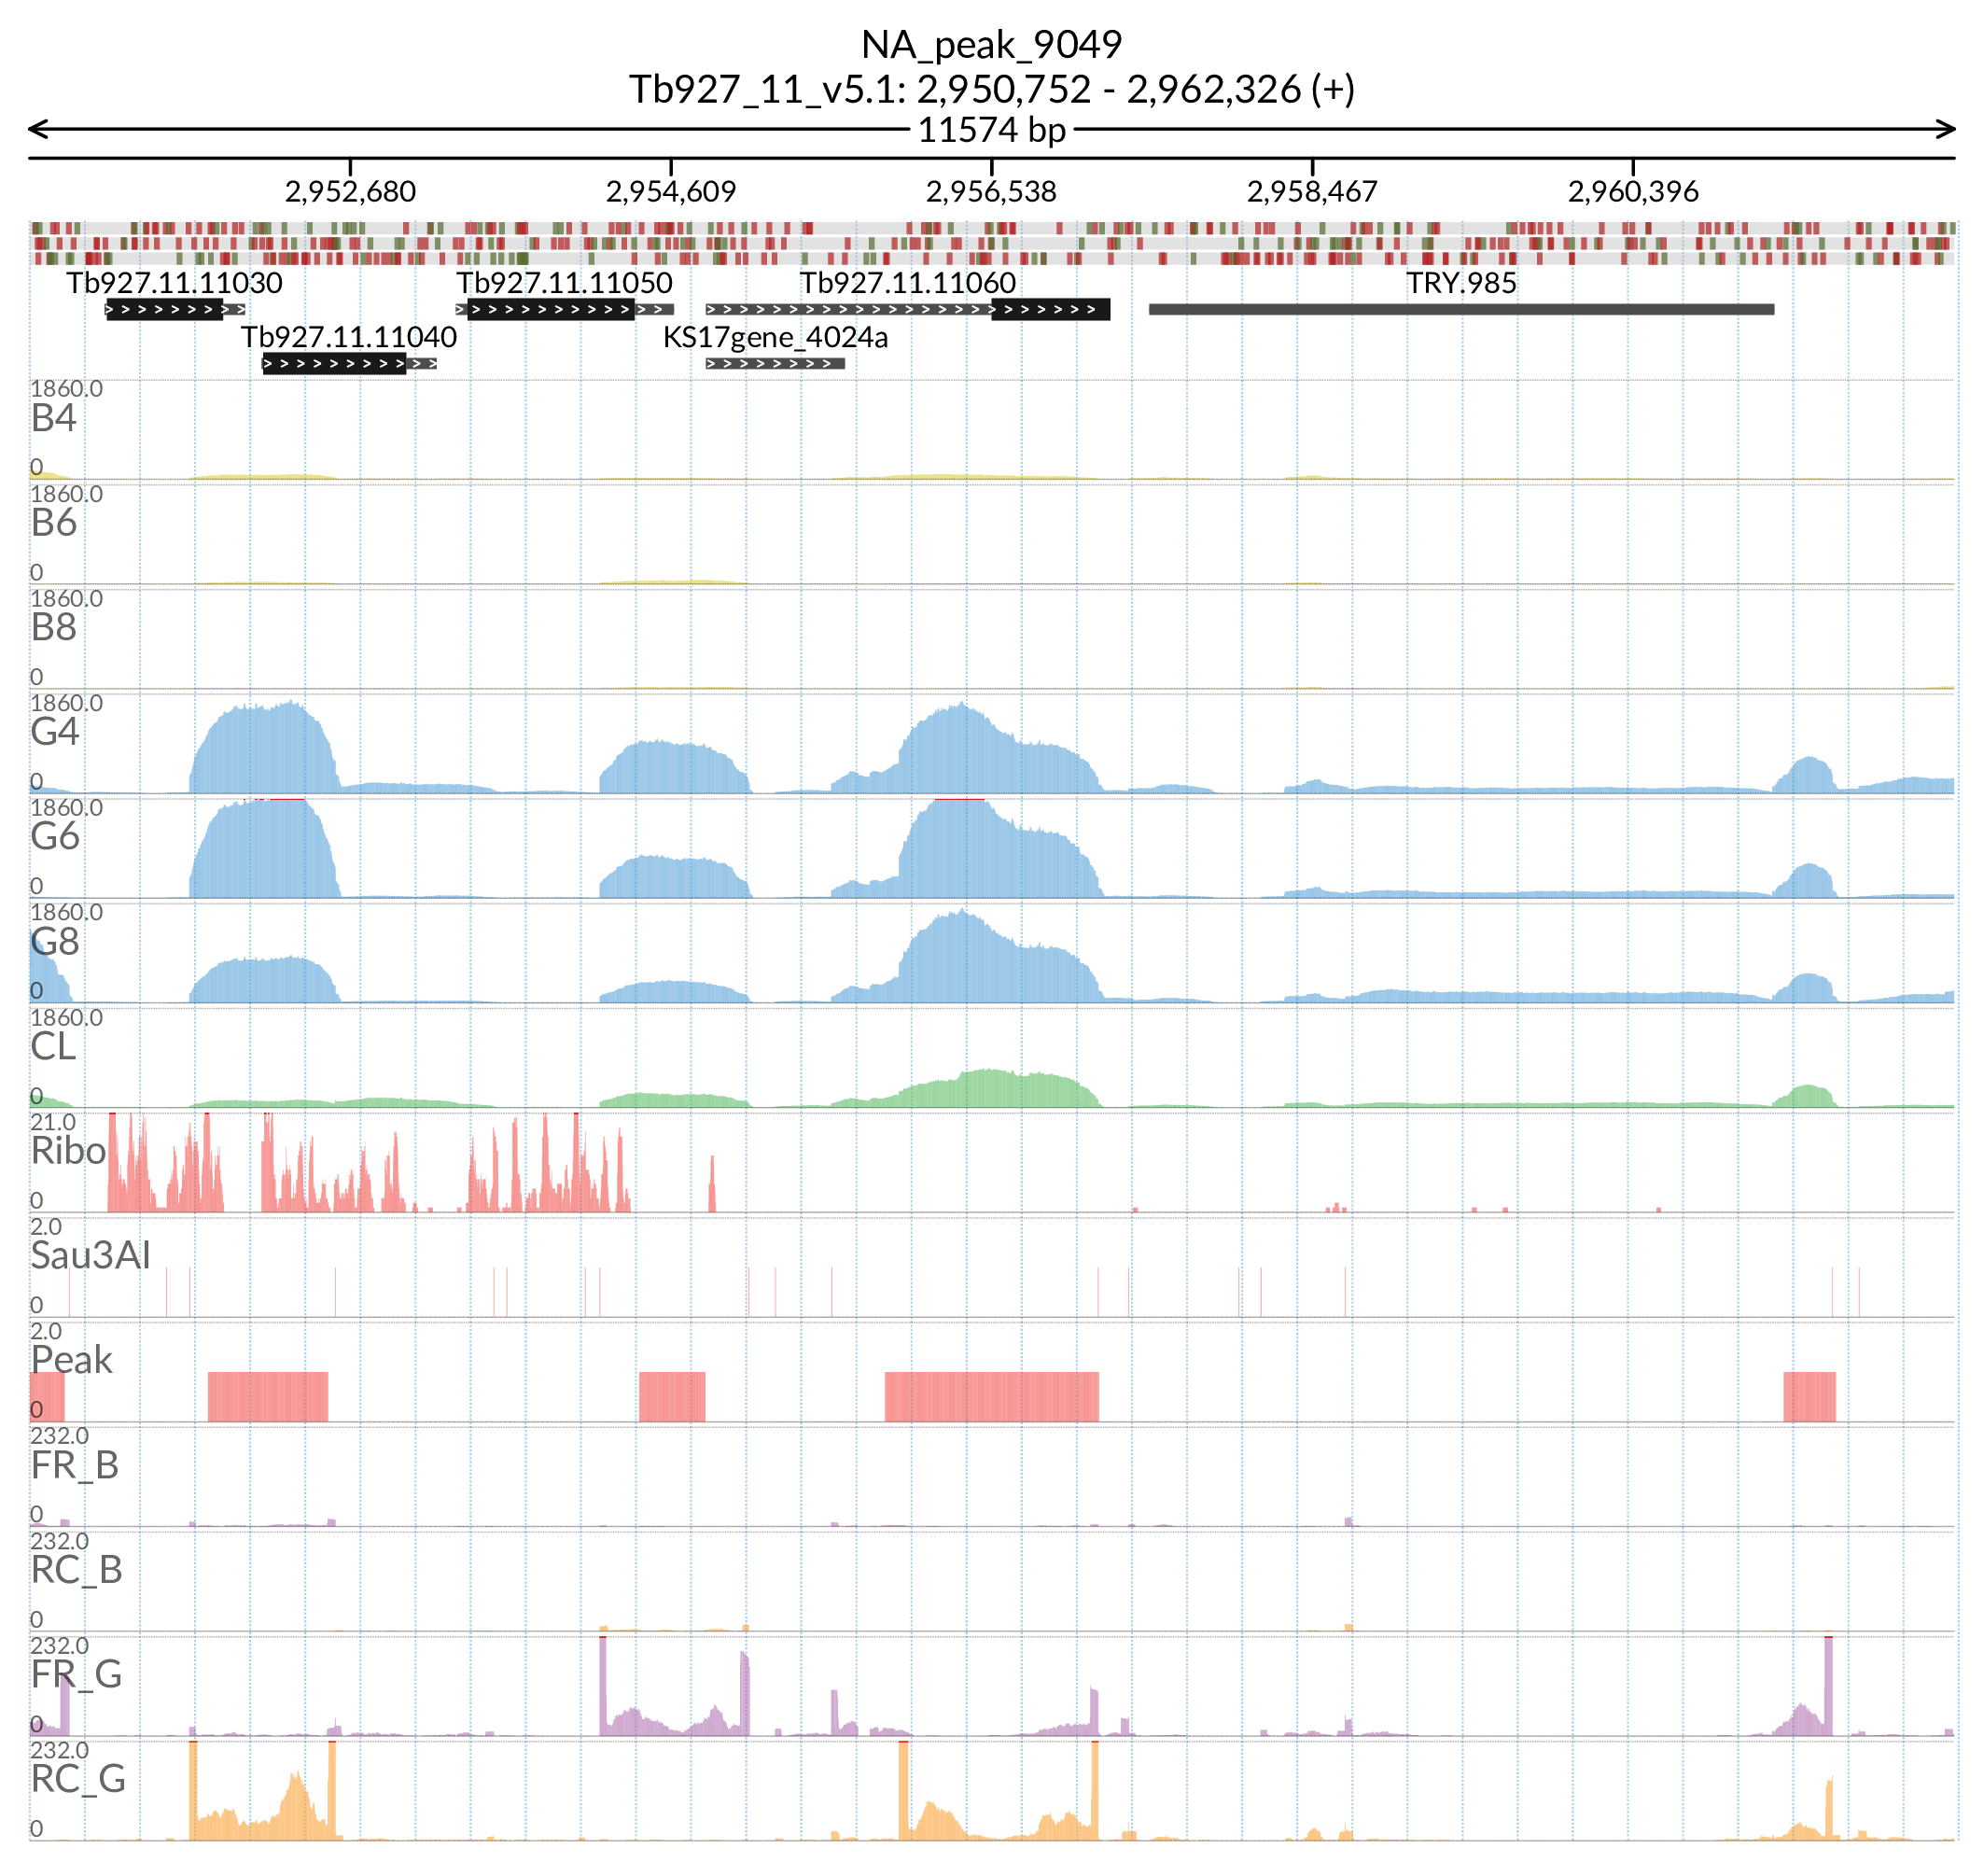 NA_peak_9049
Tb927_11_v5.1: 2,950,752 - 2,962,326 (+)
11574 bp
2,952,680 2,954,609 2,956,538 2,958,467 2,960,396
Tb927.11.11030 Tb927.11.11050 Tb927.11.11060 TRY.985
Tb927.11.11040 KS17gene_4024a
1860.0
B4
0
1860.0
B6
0
1860.0
B8
0
1860.0
G4
0
1860.0
G6
0
1860.0
G8
0
1860.0
CL
0
21.0
Ribo
0
2.0
Sau3AI
0
2.0
Peak
0
232.0
FR_B
0
232.0
RC_B
0
232.0
FR_G
0
232.0
RC_G
0